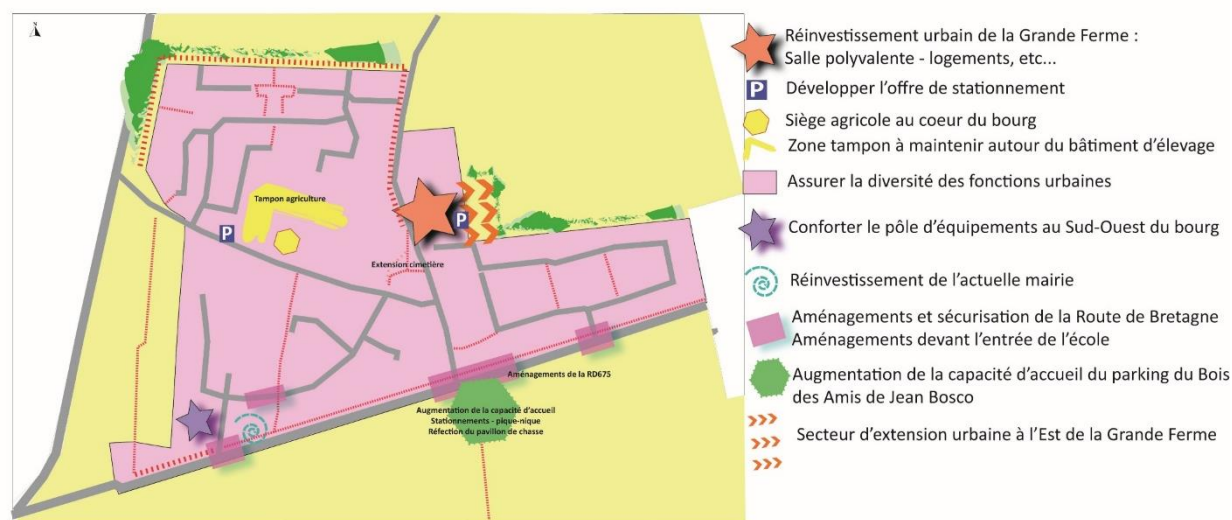 Réinvestissement urbain de la Grande Ferme :
Salle polyvalente - logements, etc...
P
Développer l'offre de stationnement
Siège agricole au coeur du bourg
Zone tampon à maintenir autour du bâtiment d'élevage
Assurer la diversité des fonctions urbaines
Conforter le pôle d'équipements au Sud-Ouest du bourg
Réinvestissement de l'actuelle mairie
Aménagements et sécurisation de la Route de Bretagne
Aménagements devant l'entrée de l'école
Augmentation de la capacité d'accueil du parking du Bois
des Amis de Jean Bosco
Secteur d'extension urbaine à l'Est de la Grande Ferme
Tampon agriculture
P
P
Extension cimetière
Aménagements de la RD675
Augmentation de la capacité d'accueil
Stationnements - pique-nique
Réfection du pavillon de chasse